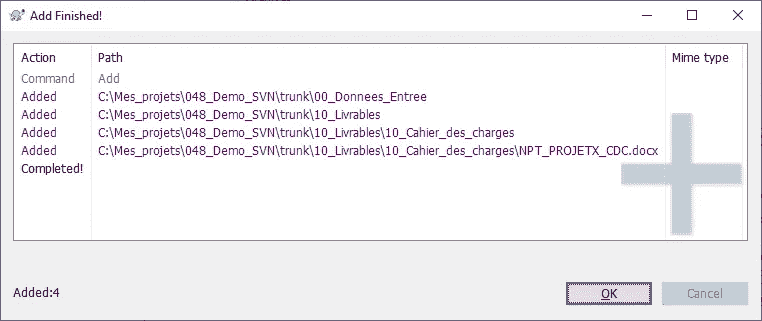 Add Finished!
Action Path Mime type
Command Add
Added C:\Mes_projets\048_Demo_SVN\trunk\00_Donnees_Entree
Added C:\Mes_projets\048_Demo_SVN\trunk\10_Livrables
Added C:\Mes_projets\048_Demo_SVN\trunk\10_Livrables\10_Cahier_des_charges
Added C:\Mes_projets\048_Demo_SVN\trunk\10_Livrables\10_Cahier_des_charges\NPT_PROJETX_CDC.docx
Completed!
Added:4 OK Cancel